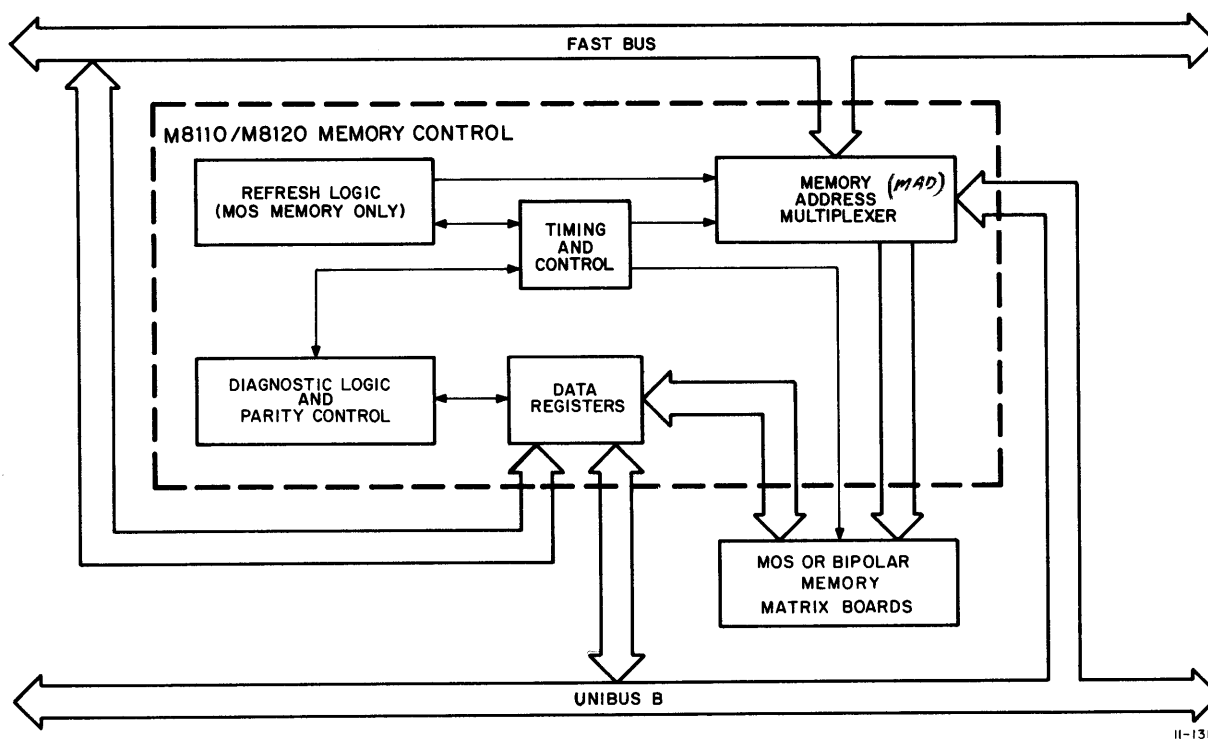 FAST BUS
M8110/M8120 MEMORY CONTROL
REFRESH LOGIC
(MOS MEMORY ONLY)
TIMING
AND
CONTROL
MEMORY (MAD)
ADDRESS
MULTIPLEXER
DIAGNOSTIC LOGIC
AND
PARITY CONTROL
DATA
REGISTERS
MOS OR BIPOLAR
MEMORY
MATRIX BOARDS
UNIBUS B